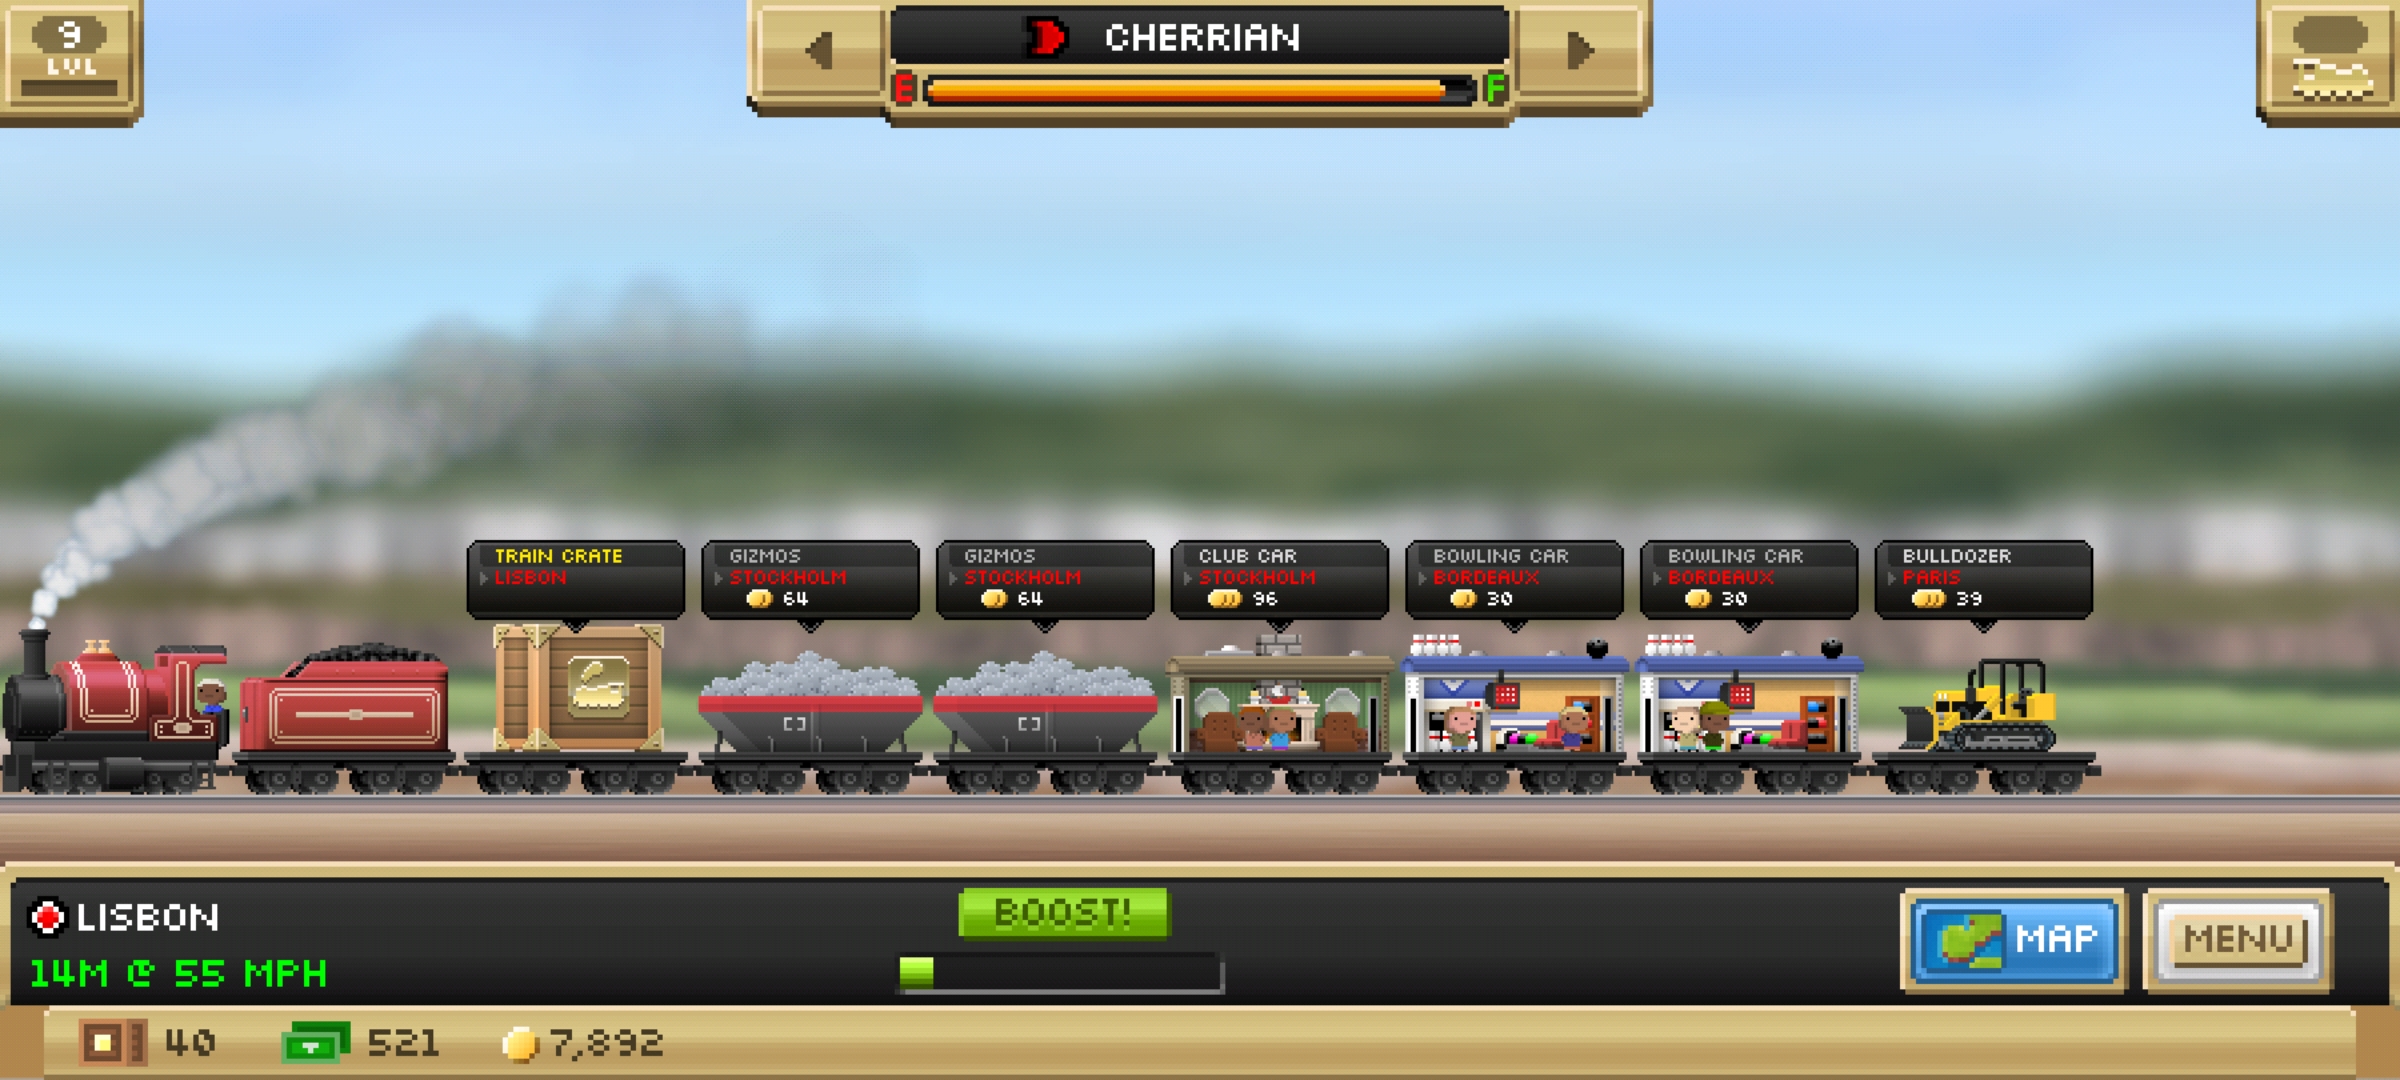 9
LVL
CHERRIAN
E
F
TRAIN CRATE
LISBON
GIZMOS
STOCKHOLM
64
GIZMOS
STOCKHOLM
64
CLUB CAR
STOCKHOLM
96
BOWLING CAR
BORDEAUX
30
BOWLING CAR
BORDEAUX
30
BULLDOZER
PARIS
39
LISBON
14M @ 55 MPH
BOOST!
MAP
MENU
40
521
7,892